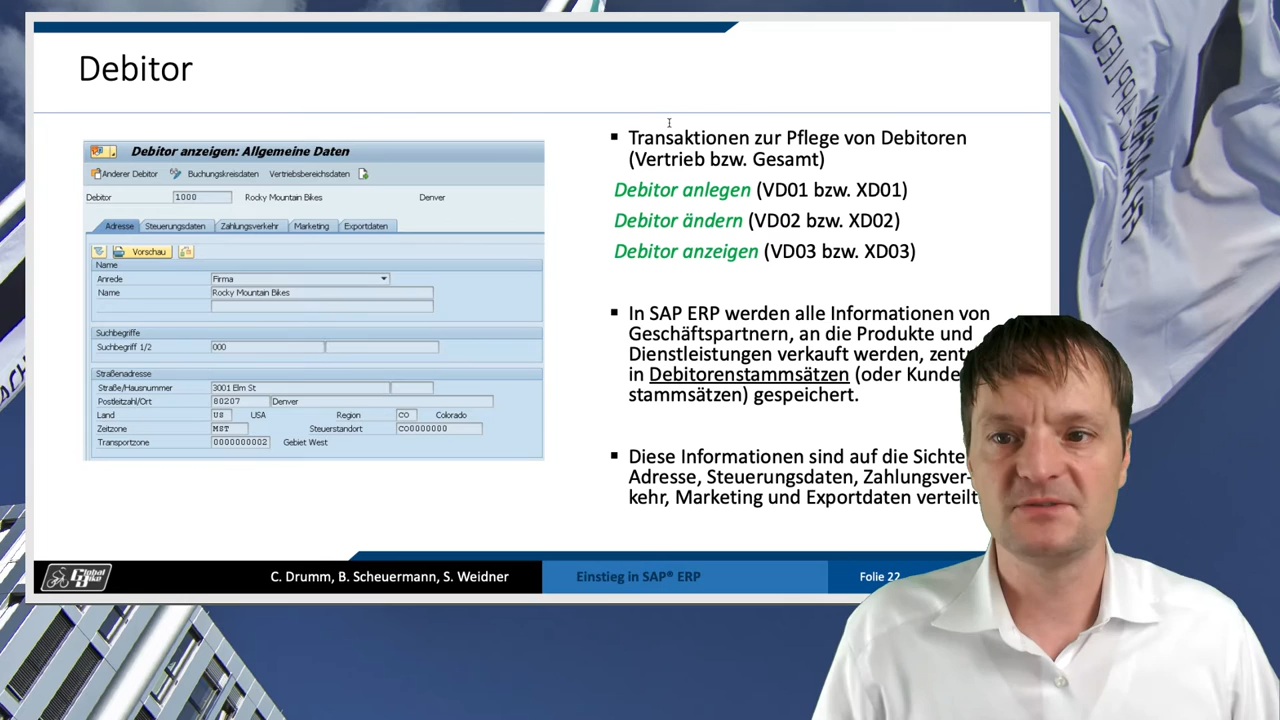 Debitor
Debitor anzeigen: Allgemeine Daten
Anderer Debitor Buchungskreisdaten Vertriebsbereichsdaten
Debitor 1000 Rocky Mountain Bikes Denver
Adresse Steuerungsdaten Zahlungsverkehr Marketing Exportdaten
Vorschau
Name
Anrede Firma
Name Rocky Mountain Bikes
Suchbegriffe
Suchbegriff 1/2 000
Straßenadresse
Straße/Hausnummer 3001 Elm St
Postleitzahl/Ort 80207 Denver
Land US USA Region CO Colorado
Zeitzone MST Steuerstandort CO0000000
Transportzone 0000000002 Gebiet West
▪ Transaktionen zur Pflege von Debitoren
(Vertrieb bzw. Gesamt)
Debitor anlegen (VD01 bzw. XD01)
Debitor ändern (VD02 bzw. XD02)
Debitor anzeigen (VD03 bzw. XD03)
▪ In SAP ERP werden alle Informationen von
Geschäftspartnern, an die Produkte und
Dienstleistungen verkauft werden,
in Debitorenstammsätzen (oder
stammsätzen) gespeichert.
▪ Diese Informationen sind auf die
Adresse, Steuerungsdaten, Zahlungsver-
kehr, Marketing und Exportdaten verteilt
Global Bike
C. Drumm, B. Scheuermann, S. Weidner
Einstieg in SAP® ERP
Folie 22